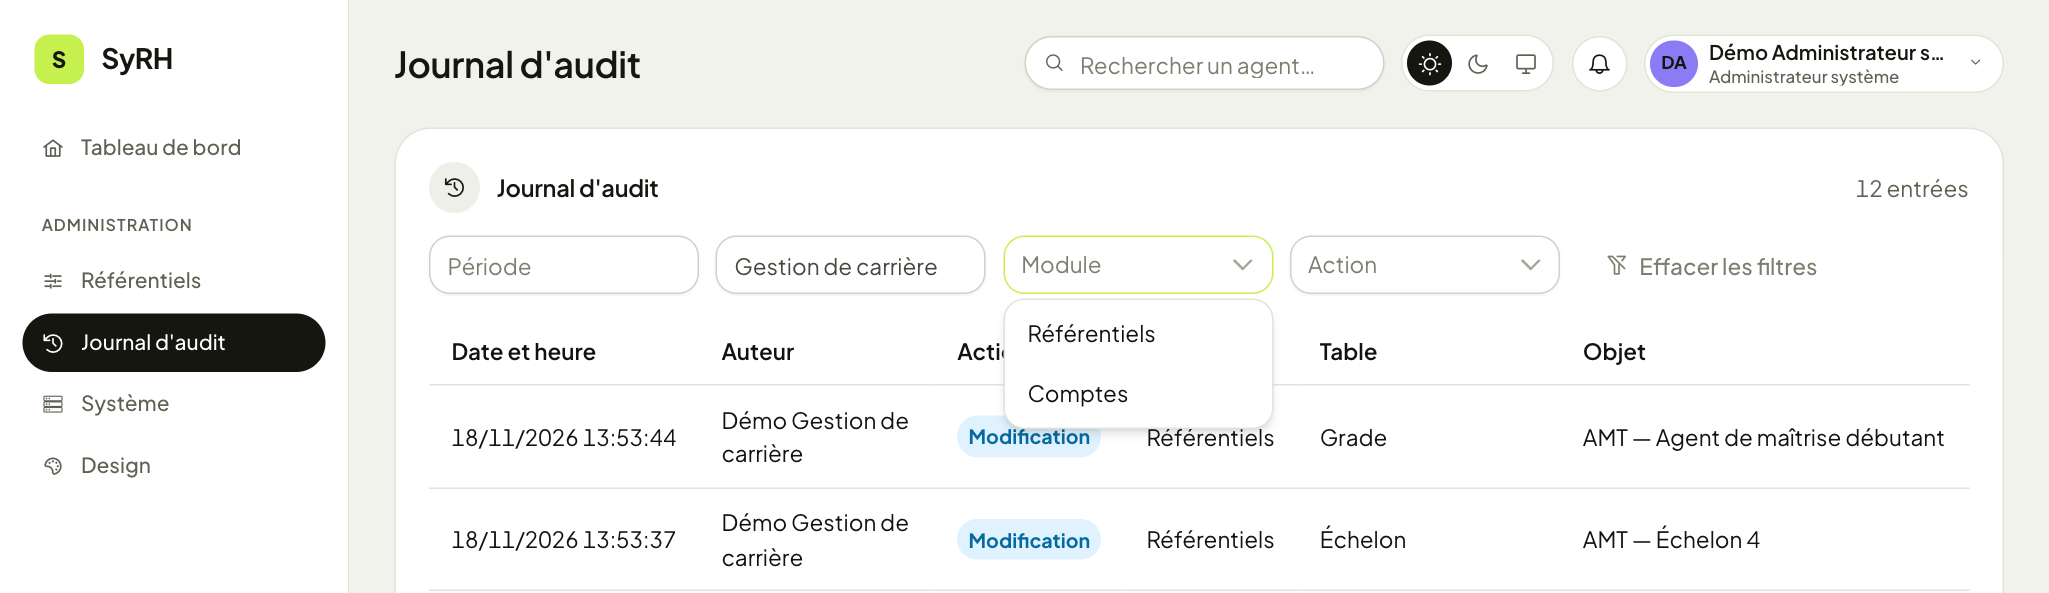 S
SyRH
Tableau de bord
ADMINISTRATION
Référentiels
Journal d'audit
Système
Design
Journal d'audit
Rechercher un agent...
DA
Démo Administrateur s...
Administrateur système
Journal d'audit
12 entrées
Période
Gestion de carrière
Module
Action
Effacer les filtres
Référentiels
Comptes
Date et heure
Auteur
Table
Objet
18/11/2026 13:53:44
Démo Gestion de
carrière
Modification
Référentiels
Grade
AMT — Agent de maîtrise débutant
18/11/2026 13:53:37
Démo Gestion de
carrière
Modification
Référentiels
Échelon
AMT — Échelon 4